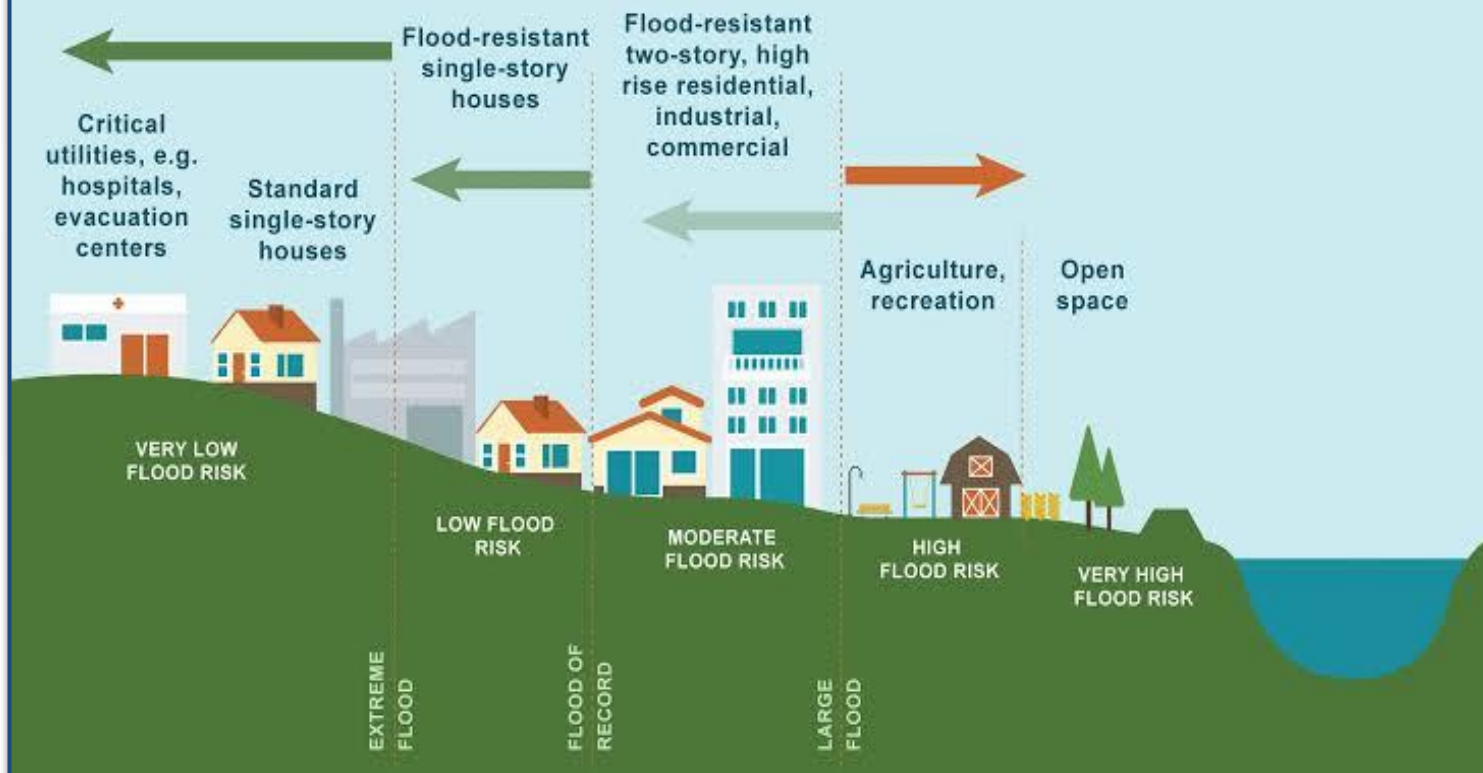 Critical
utilities, e.g.
hospitals,
evacuation
centers
Standard
single-story
houses
Flood-resistant
single-story
houses
Flood-resistant
two-story, high
rise residential,
industrial,
commercial
Agriculture,
recreation
Open
space
VERY LOW
FLOOD RISK
LOW FLOOD
RISK
MODERATE
FLOOD RISK
HIGH
FLOOD RISK
VERY HIGH
FLOOD RISK
EXTREME
FLOOD
FLOOD OF
RECORD
LARGE
FLOOD